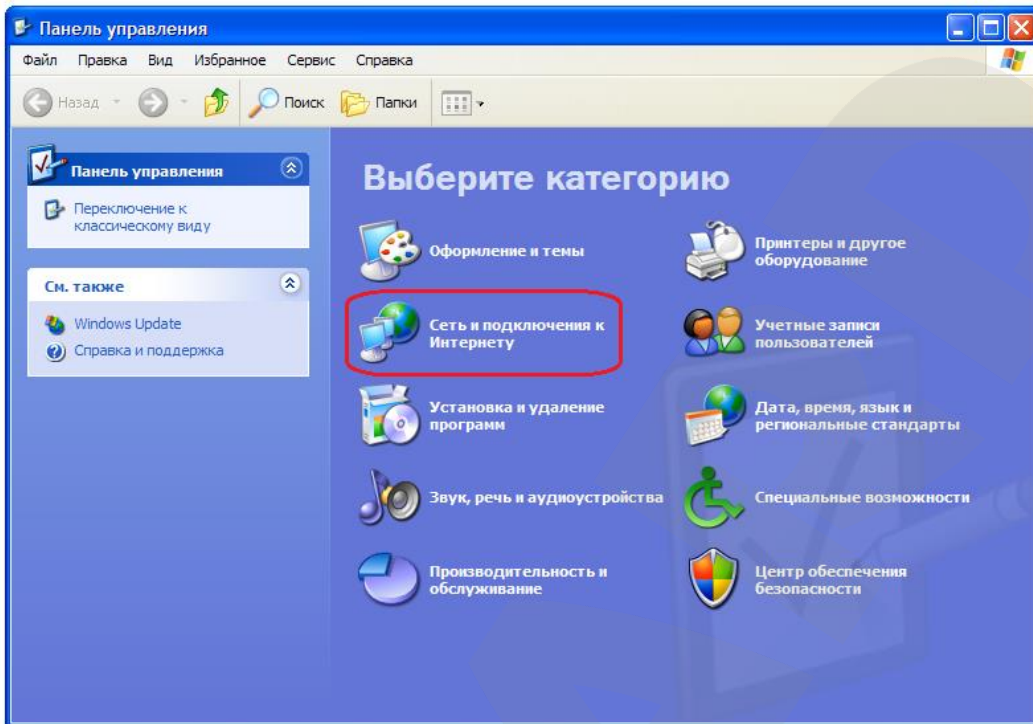 Панель управления
Файл Правка Вид Избранное Сервис Справка
Назад Поиск Папки
Панель управления
Переключение к
классическому виду
См. также
Windows Update
Справка и поддержка
Выберите категорию
Оформление и темы
Принтеры и другое
оборудование
Сеть и подключения к
Интернету
Учетные записи
пользователей
Установка и удаление
программ
Дата, время, язык и
региональные стандарты
Звук, речь и аудиоустройства
Специальные возможности
Производительность и
обслуживание
Центр обеспечения
безопасности